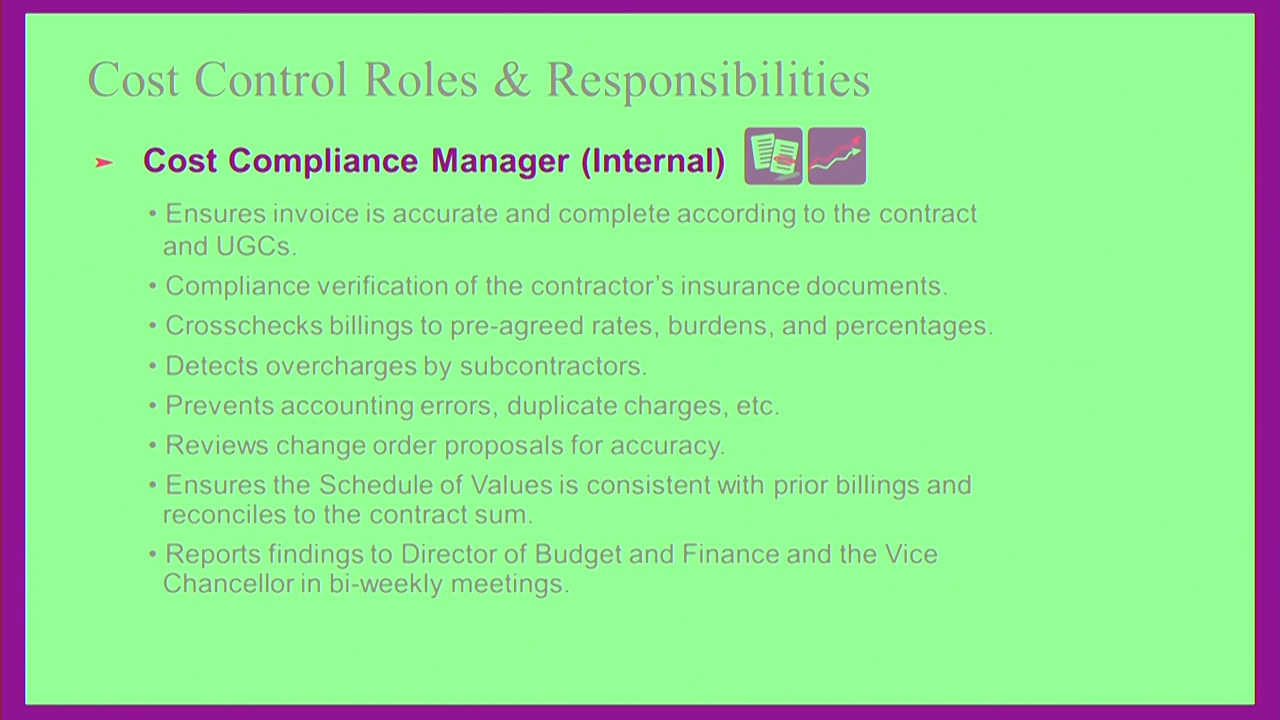 Cost Control Roles & Responsibilities
➢ Cost Compliance Manager (Internal)
• Ensures invoice is accurate and complete according to the contract
and UGCs.
• Compliance verification of the contractor’s insurance documents.
• Crosschecks billings to pre-agreed rates, burdens, and percentages.
• Detects overcharges by subcontractors.
• Prevents accounting errors, duplicate charges, etc.
• Reviews change order proposals for accuracy.
• Ensures the Schedule of Values is consistent with prior billings and
reconciles to the contract sum.
• Reports findings to Director of Budget and Finance and the Vice
Chancellor in bi-weekly meetings.